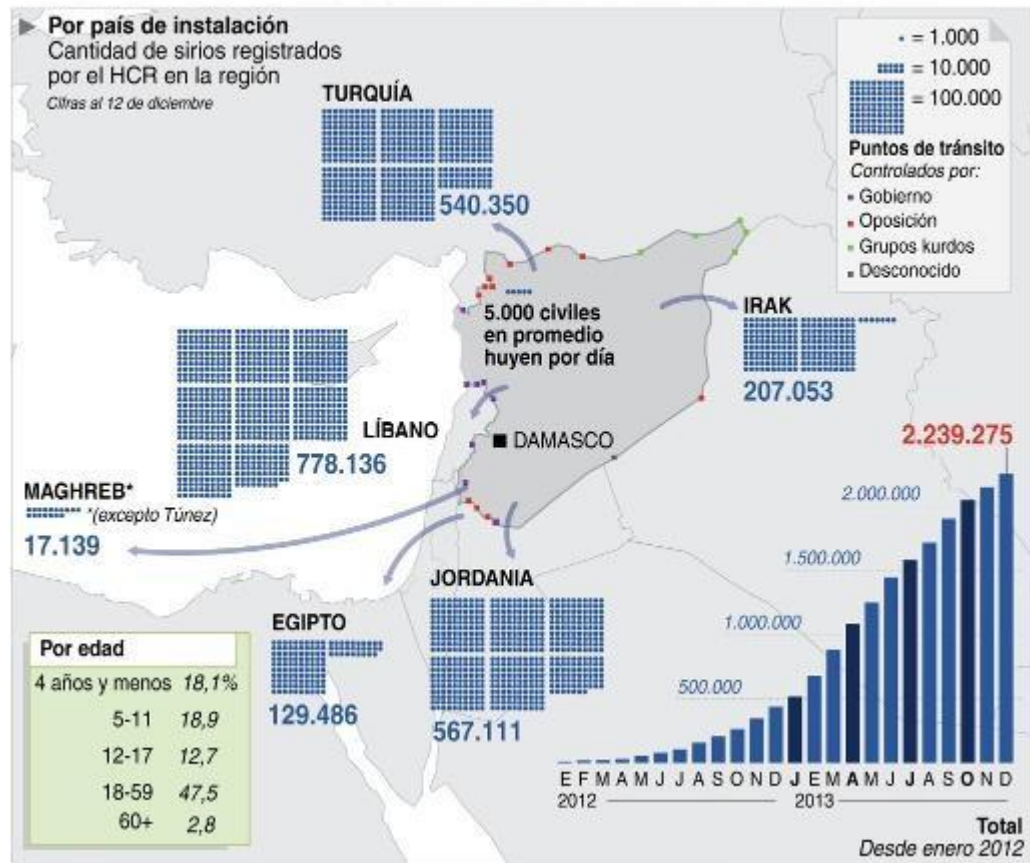 Por país de instalación
Cantidad de sirios registrados
por el HCR en la región
Cifras al 12 de diciembre
= 1.000
= 10.000
= 100.000
Puntos de tránsito
Controlados por:
Gobierno
Oposición
Grupos kurdos
Desconocido
TURQUÍA
540.350
5.000 civiles
en promedio
huyen por día
IRAK
207.053
LÍBANO
778.136
DAMASCO
MAGHREB*
*(excepto Túnez)
17.139
JORDANIA
567.111
EGIPTO
129.486
Por edad
4 años y menos 18,1%
5-11 18,9
12-17 12,7
18-59 47,5
60+ 2,8
2.239.275
2.000.000
1.500.000
1.000.000
500.000
E F M A M J J A S O N D J E M A M J J A S O N D
2012 2013
Total
Desde enero 2012